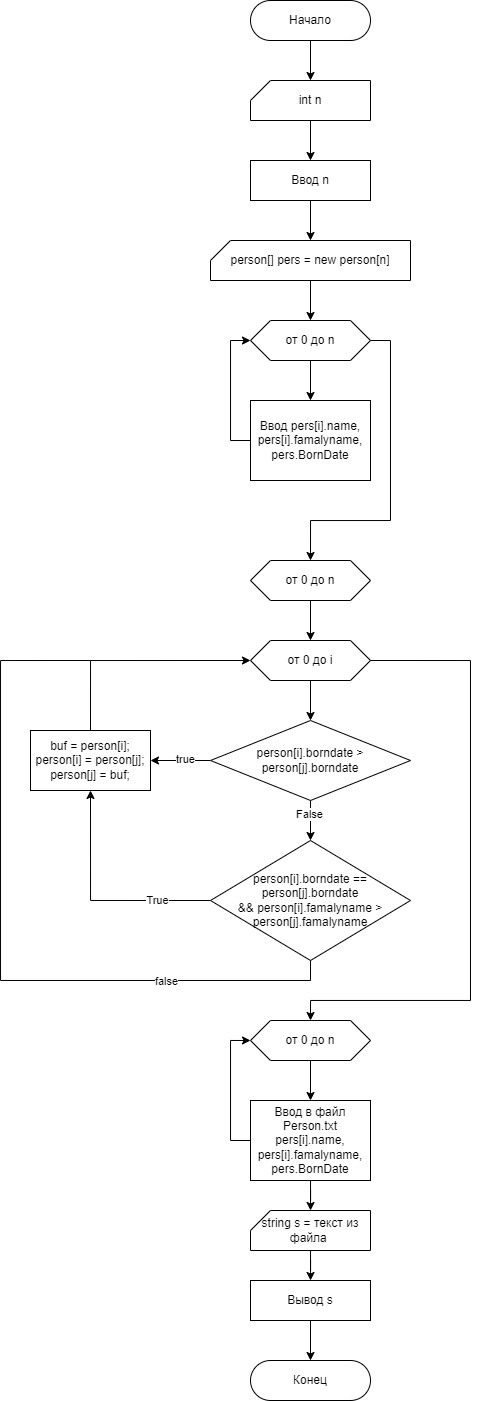 Начало
int n
Ввод n
person[] pers = new person[n]
от 0 до n
Ввод pers[i].name,
pers[i].famalyname,
pers.BornDate
от 0 до n
от 0 до i
buf = person[i];
person[i] = person[j];
person[j] = buf;
true
person[i].borndate >
person[j].borndate
False
person[i].borndate ==
person[j].borndate
&& person[i].famalyname >
person[j].famalyname
True
false
от 0 до n
Ввод в файл
Person.txt
pers[i].name,
pers[i].famalyname,
pers.BornDate
string s = текст из
файла
Вывод s
Конец